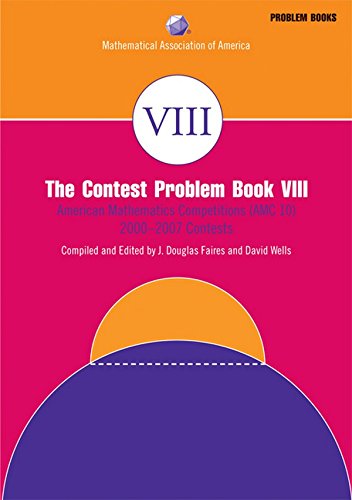 PROBLEM BOOKS
Mathematical Association of America
VIII
The Contest Problem Book VIII
American Mathematics Competitions (AMC 10)
2000–2007 Contests
Compiled and Edited by J. Douglas Faires and David Wells